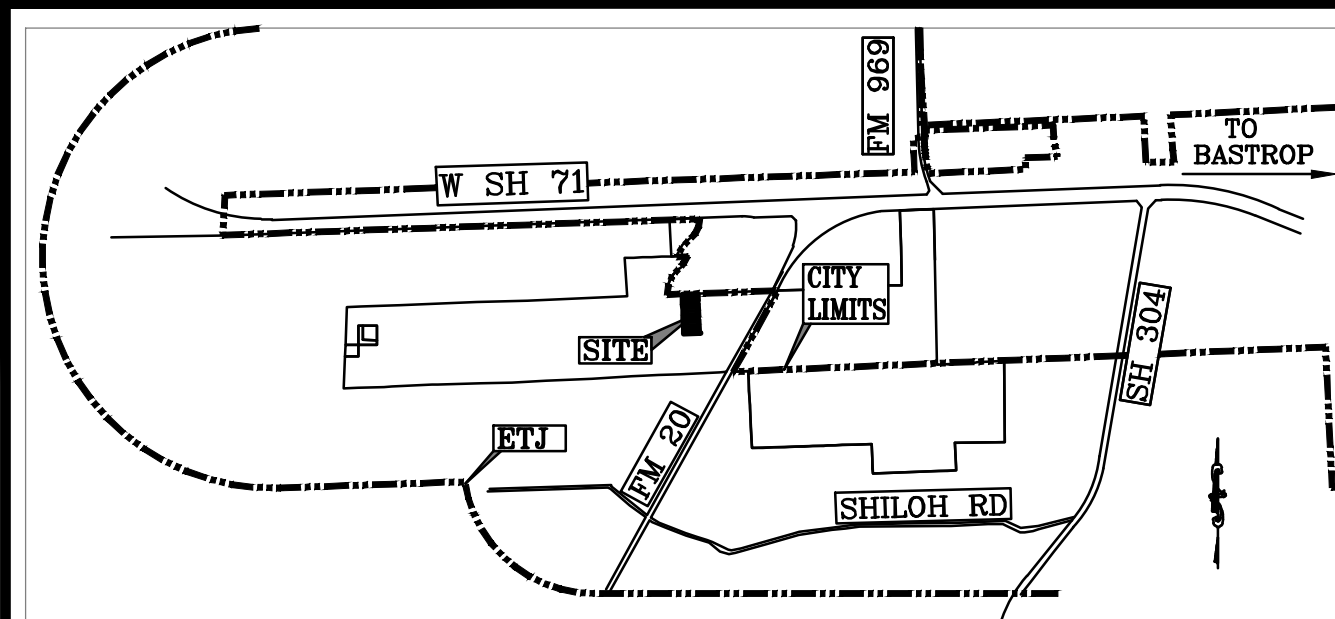 FM 969
TO
BASTROP
W SH 71
CITY
LIMITS
SITE
SH 304
FM 20
ETJ
SHILOH RD